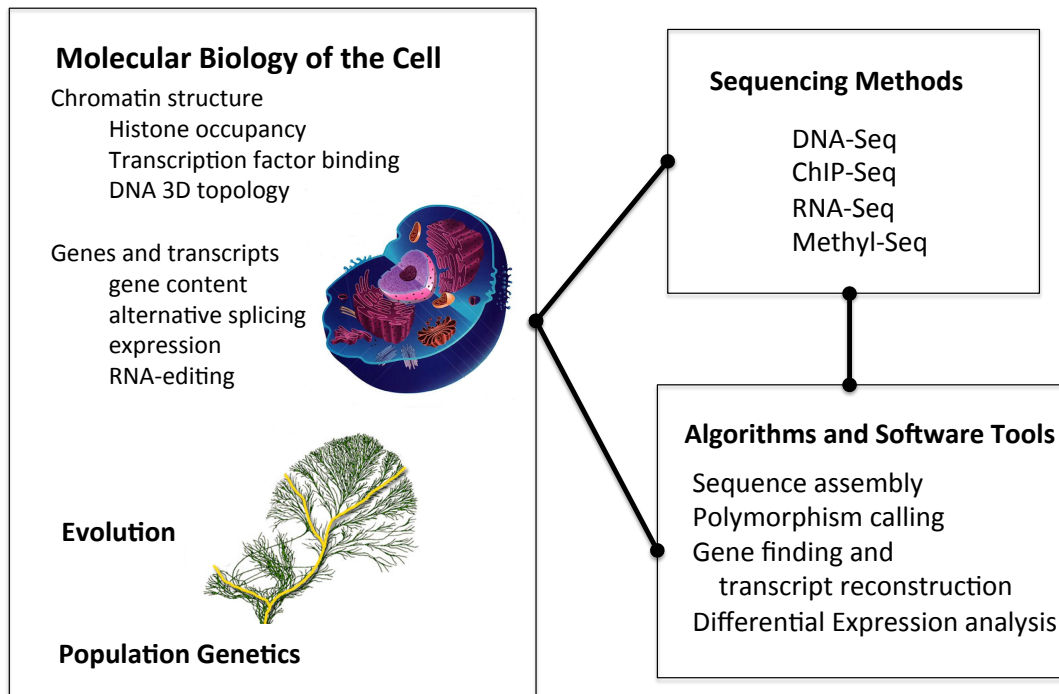 Molecular Biology of the Cell
Chromatin structure
Histone occupancy
Transcription factor binding
DNA 3D topology
Genes and transcripts
gene content
alternative splicing
expression
RNA-editing
Evolution
Population Genetics
Sequencing Methods
DNA-Seq
ChIP-Seq
RNA-Seq
Methyl-Seq
Algorithms and Software Tools
Sequence assembly
Polymorphism calling
Gene finding and
transcript reconstruction
Differential Expression analysis